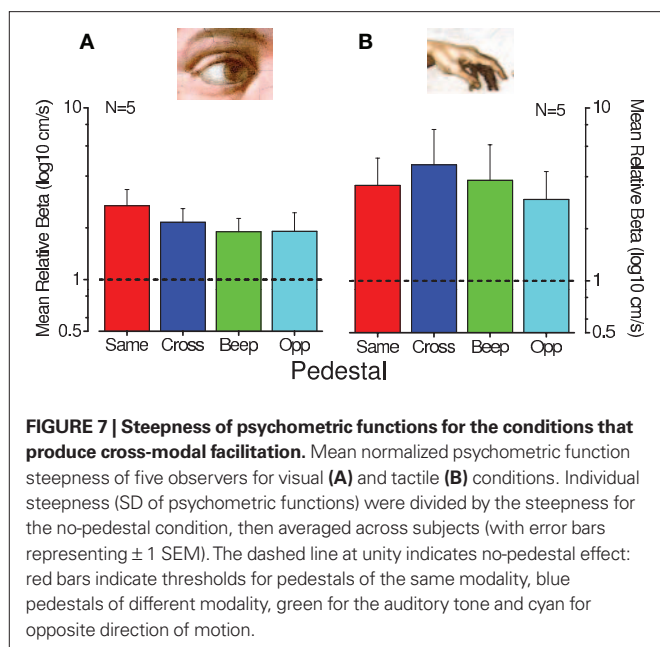 A
B
10
N=5
Mean Relative Beta (log10 cm/s)
1
0.5
Same Cross Beep Opp
N=5
10
Mean Relative Beta (log10 cm/s)
1
0.5
Same Cross Beep Opp
Pedestal
FIGURE 7 | Steepness of psychometric functions for the conditions that
produce cross-modal facilitation. Mean normalized psychometric function
steepness of five observers for visual (A) and tactile (B) conditions. Individual
steepness (SD of psychometric functions) were divided by the steepness for
the no-pedestal condition, then averaged across subjects (with error bars
representing ± 1 SEM). The dashed line at unity indicates no-pedestal effect:
red bars indicate thresholds for pedestals of the same modality, blue
pedestals of different modality, green for the auditory tone and cyan for
opposite direction of motion.